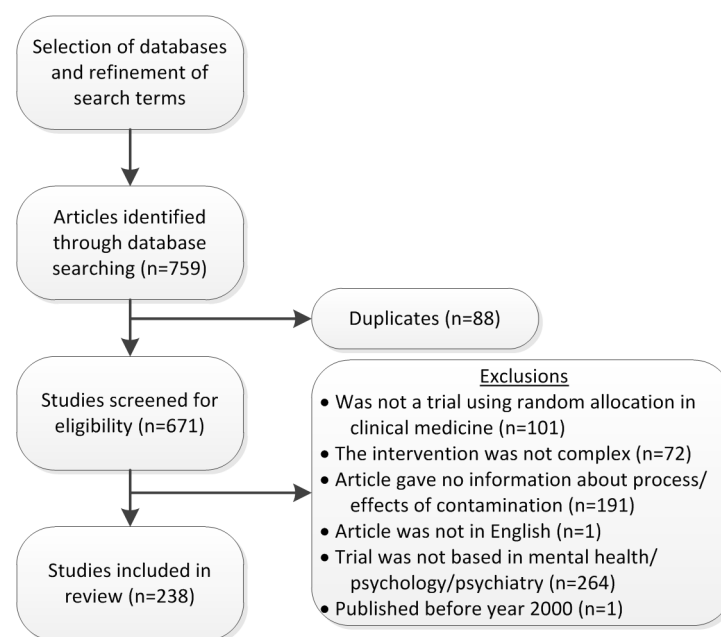 Selection of databases
and refinement of
search terms
Articles identified
through database
searching (n=759)
Duplicates (n=88)
Studies screened for
eligibility (n=671)
Exclusions
• Was not a trial using random allocation in
clinical medicine (n=101)
• The intervention was not complex (n=72)
• Article gave no information about process/
effects of contamination (n=191)
• Article was not in English (n=1)
• Trial was not based in mental health/
psychology/psychiatry (n=264)
• Published before year 2000 (n=1)
Studies included in
review (n=238)